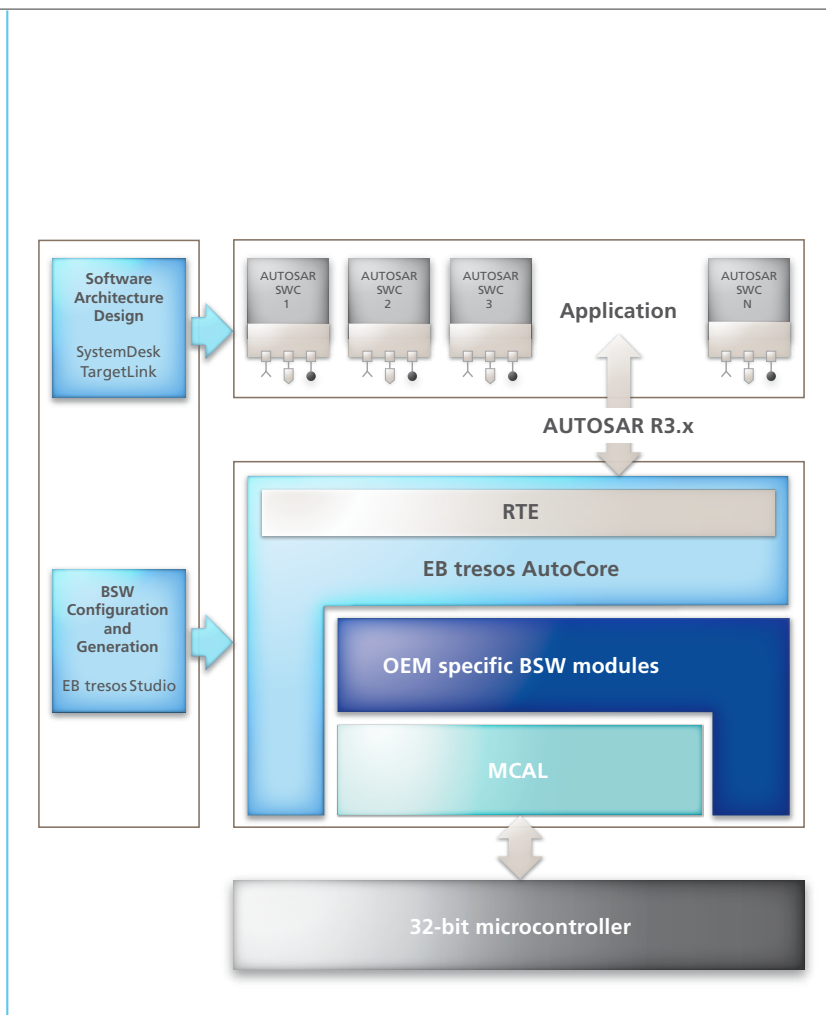 Software
Architecture
Design
SystemDesk
TargetLink
AUTOSAR
SWC
1
AUTOSAR
SWC
2
AUTOSAR
SWC
3
Application
AUTOSAR
SWC
N
AUTOSAR R3.x
RTE
EB tresos AutoCore
BSW
Configuration
and
Generation
EB tresos Studio
OEM specific BSW modules
MCAL
32-bit microcontroller